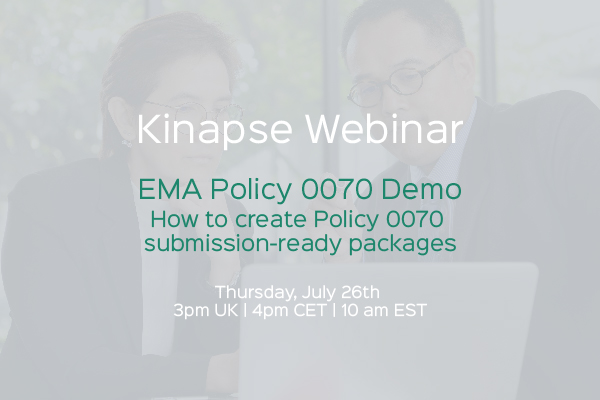 Kinapse Webinar
EMA Policy 0070 Demo
How to create Policy 0070
submission-ready packages
Thursday, July 26th
3pm UK | 4pm CET | 10 am EST